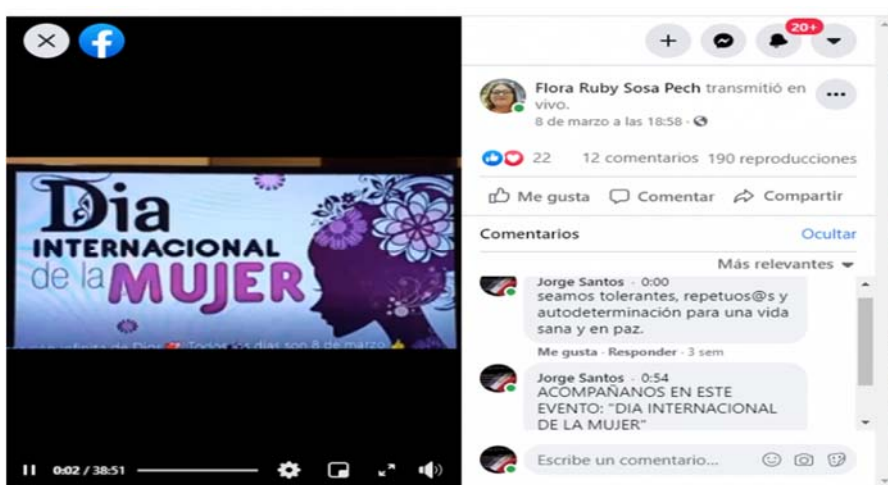 20+
Flora Ruby Sosa Pech transmitió en
vivo.
8 de marzo a las 18:58
22 12 comentarios 190 reproducciones
Me gusta Comentar Compartir
Comentarios Ocultar
Más relevantes
Jorge Santos · 0:00
seamos tolerantes, repetuos@s y
autodeterminación para una vida
sana y en paz.
Me gusta · Responder · 3 sem
Jorge Santos · 0:54
ACOMPAÑANOS EN ESTE
EVENTO: "DIA INTERNACIONAL
DE LA MUJER"
Escribe un comentario...
Dia
INTERNACIONAL
de la MUJER
infinita de Dios Todos los días son 8 de marzo
0:02 / 38:51